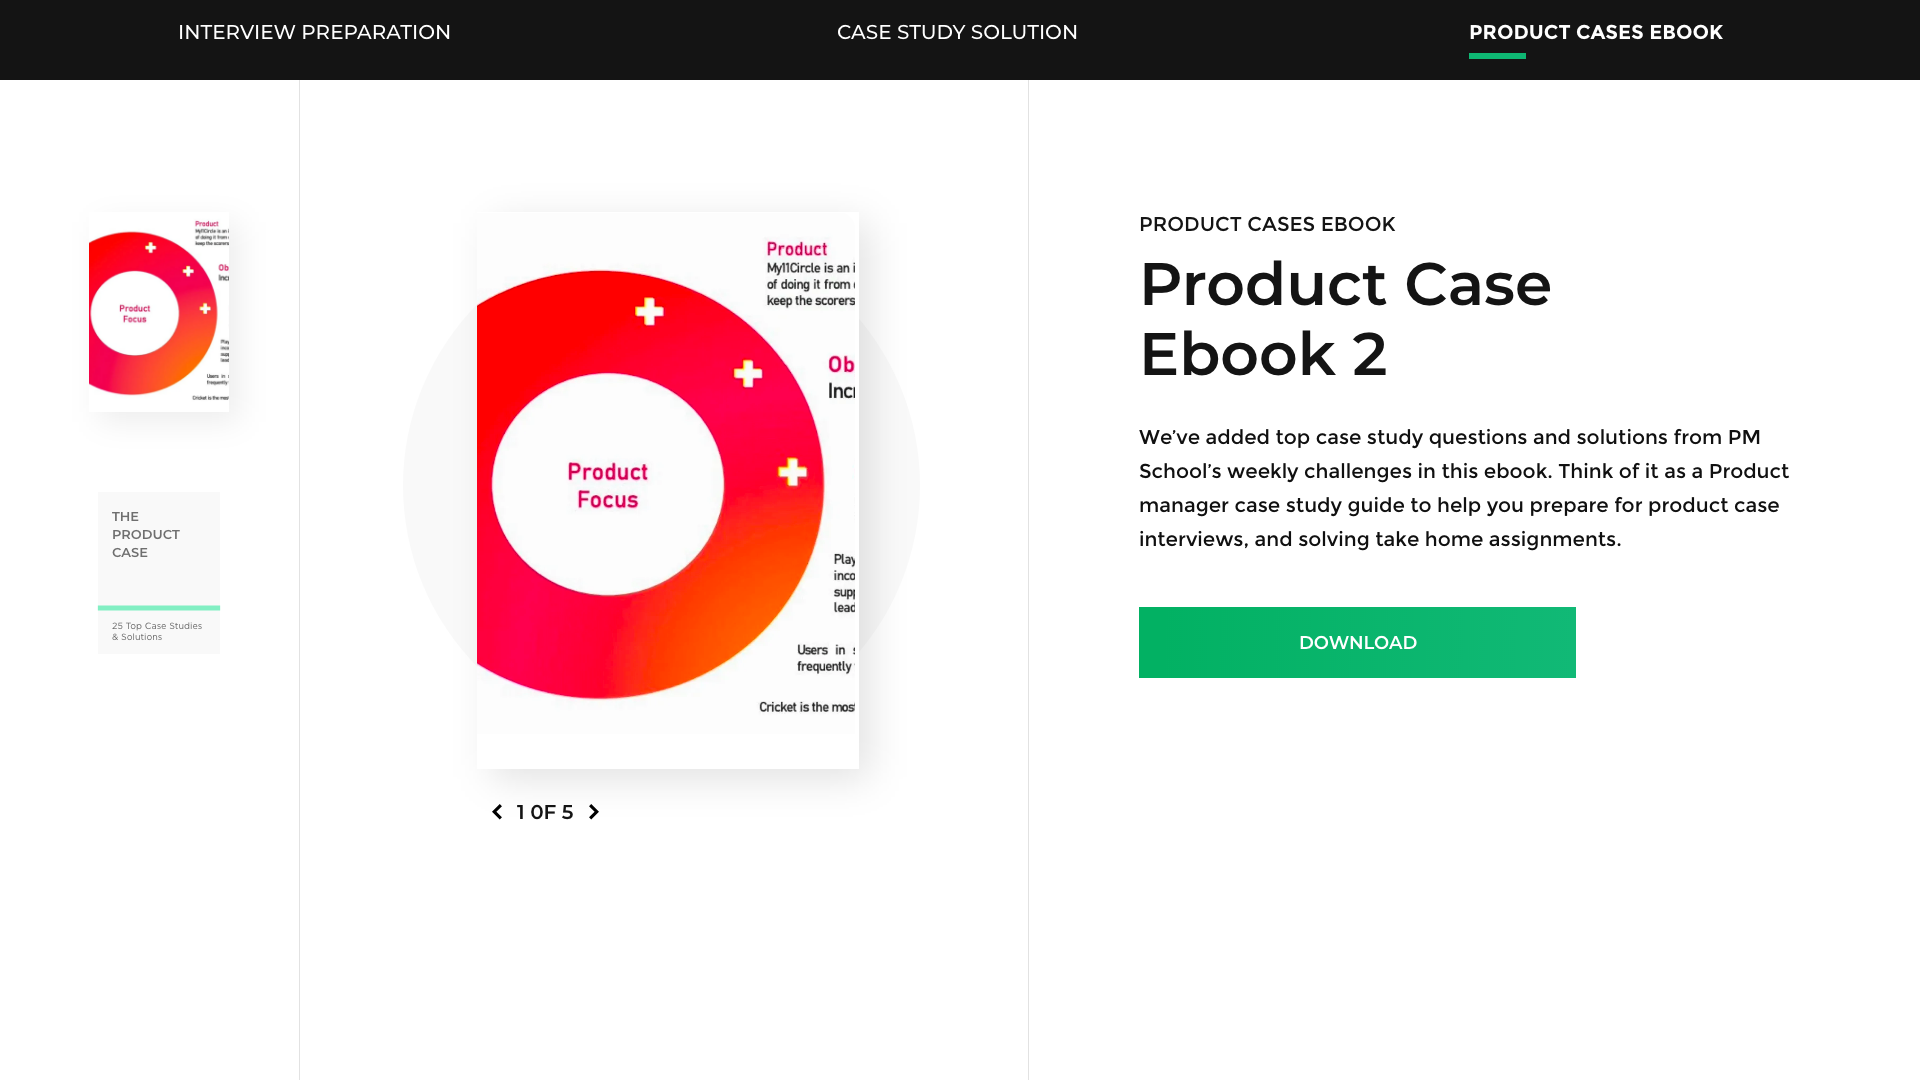 INTERVIEW PREPARATION
CASE STUDY SOLUTION
PRODUCT CASES EBOOK
Product
My11Circle is an
of doing it from
keep the scorers
Ob
Product
Focus
Users in
frequently
Cricket is the most
THE
PRODUCT
CASE
25 Top Case Studies
& Solutions
Product
My11Circle is an i
of doing it from
keep the scorers
Ob
Incr
Product
Focus
Play
inco
supp
lead
Users in s
frequently
Cricket is the most
1 OF 5
PRODUCT CASES EBOOK
Product Case
Ebook 2
We’ve added top case study questions and solutions from PM
School’s weekly challenges in this ebook. Think of it as a Product
manager case study guide to help you prepare for product case
interviews, and solving take home assignments.
DOWNLOAD